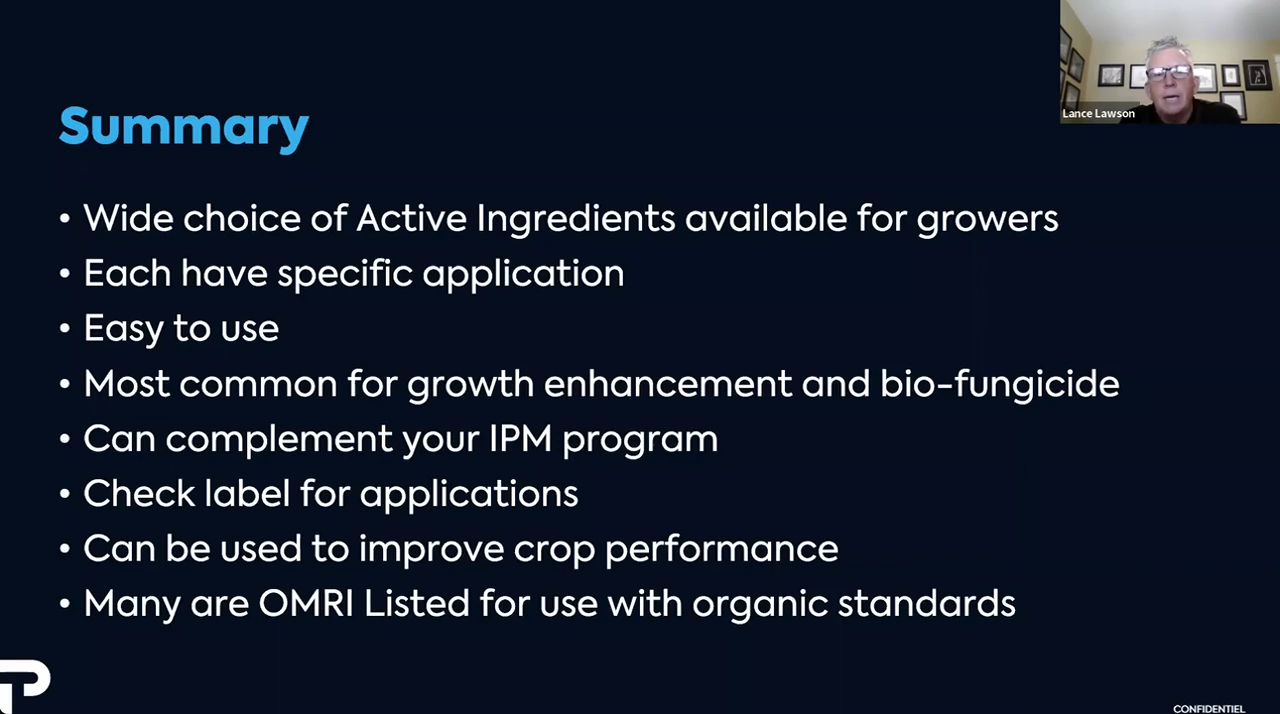 Lance Lawson
Summary
• Wide choice of Active Ingredients available for growers
• Each have specific application
• Easy to use
• Most common for growth enhancement and bio-fungicide
• Can complement your IPM program
• Check label for applications
• Can be used to improve crop performance
• Many are OMRI Listed for use with organic standards
CONFIDENTIEL